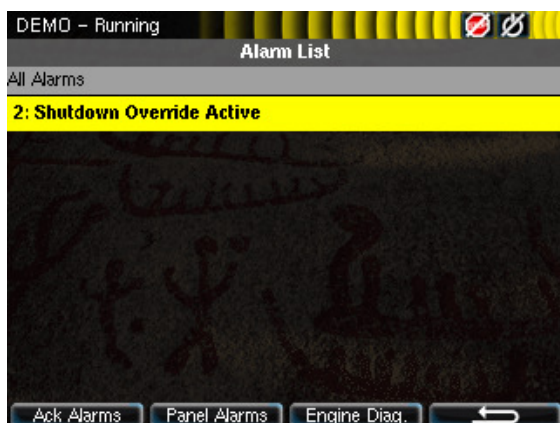 DEMO - Running
Alarm List
All Alarms
2: Shutdown Override Active
Ack Alarms
Panel Alarms
Engine Diag.